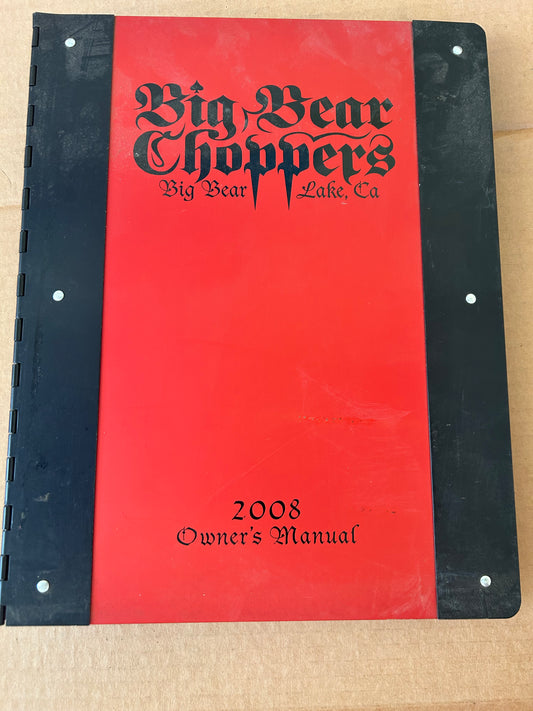 Big Bear
Choppers
Big Bear Lake, Ca
2008
Owner's Manual